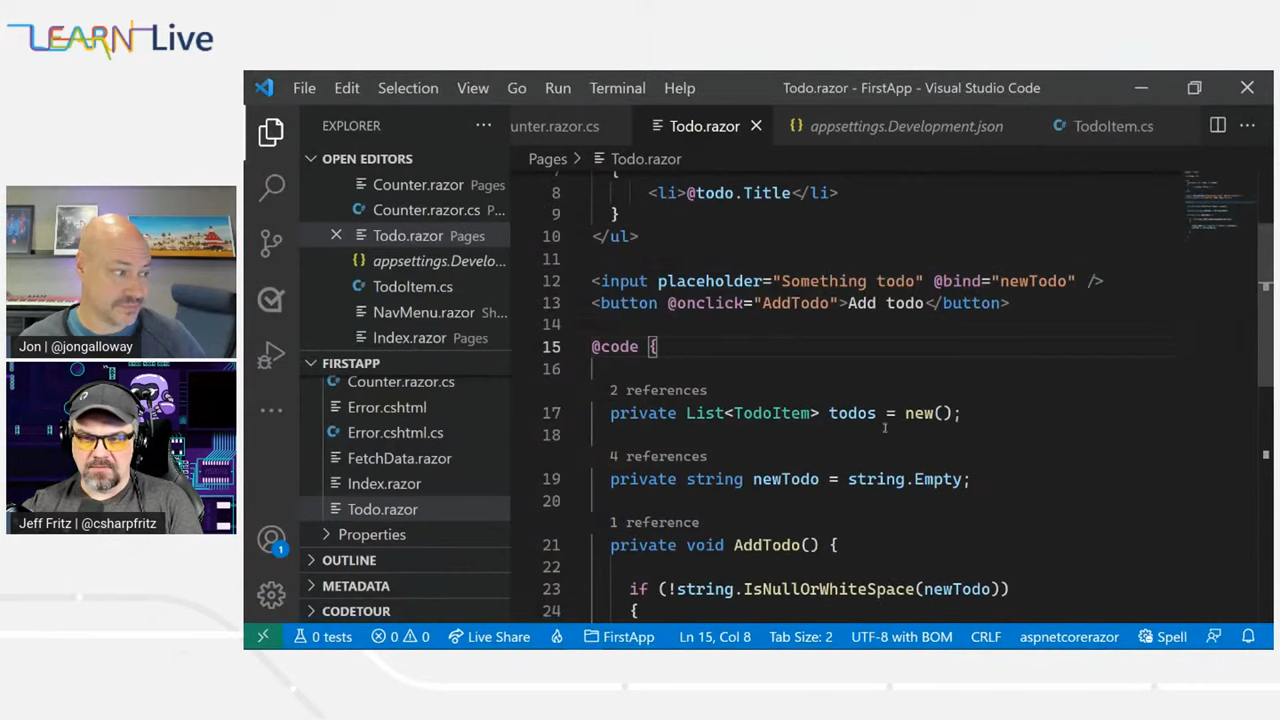 LEARN Live
File Edit Selection View Go Run Terminal Help
Todo.razor - FirstApp - Visual Studio Code
EXPLORER
unter.razor.cs
Todo.razor
appsettings.Development.json
TodoItem.cs
OPEN EDITORS
Counter.razor Pages
Counter.razor.cs P...
Todo.razor Pages
appsettings.Develo...
TodoItem.cs
NavMenu.razor Sh...
Index.razor Pages
FIRSTAPP
Counter.razor.cs
Error.cshtml
Error.cshtml.cs
FetchData.razor
Index.razor
Todo.razor
Properties
OUTLINE
METADATA
CODETOUR
Pages > Todo.razor
7 {
8 <li>@todo.Title</li>
9 }
10 </ul>
11
12 <input placeholder="Something todo" @bind="newTodo" />
13 <button @onclick="AddTodo">Add todo</button>
14
15 @code {
16
2 references
17 private List<TodoItem> todos = new();
18
4 references
19 private string newTodo = string.Empty;
20
1 reference
21 private void AddTodo() {
22
23 if (!string.IsNullOrWhiteSpace(newTodo))
24 {
1
0 tests 0 0 Live Share FirstApp Ln 15, Col 8 Tab Size: 2 UTF-8 with BOM CRLF aspnetcorerazor Spell
Jon | @jongalloway
Jeff Fritz | @csharpfritz